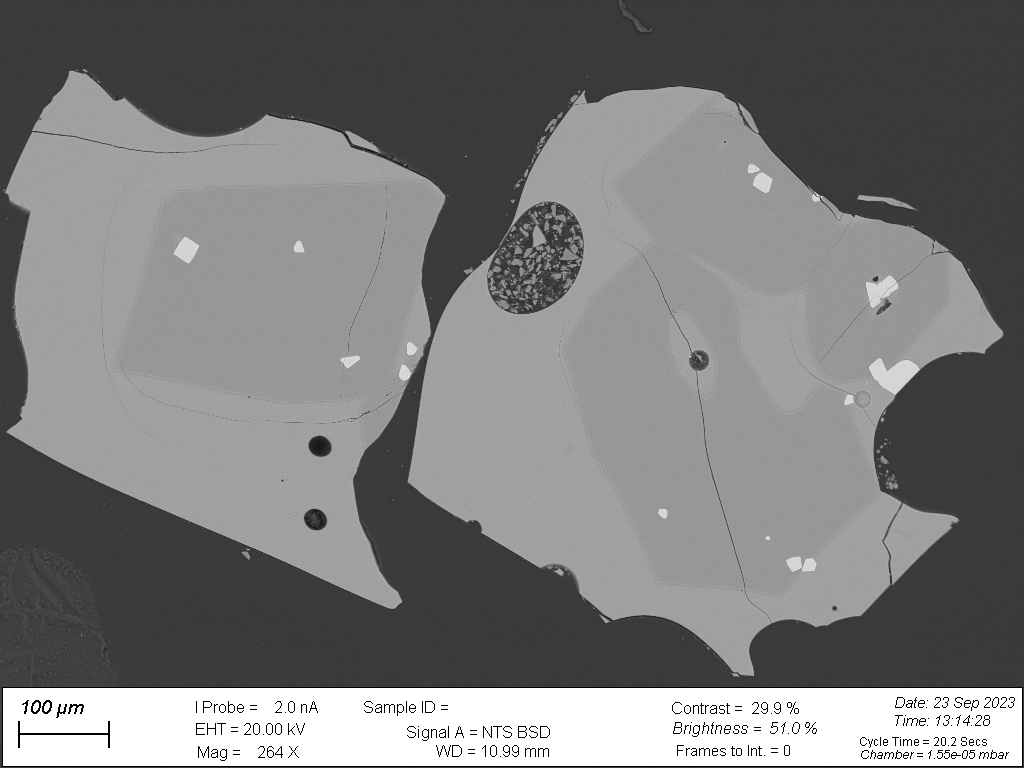 100 µm
I Probe = 2.0 nA
EHT = 20.00 kV
Mag = 264 X
Sample ID =
Signal A = NTS BSD
WD = 10.99 mm
Contrast = 29.9 %
Brightness = 51.0 %
Frames to Int. = 0
Date: 23 Sep 2023
Time: 13:14:28
Cycle Time = 20.2 Secs
Chamber = 1.55e-05 mbar